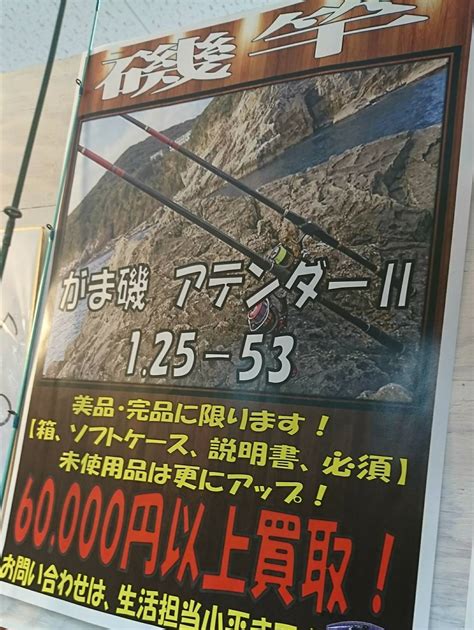 磯竿
がま磯 アテンダーII
1.25-53
美品・完品に限ります!
【箱、ソフトケース、説明書、必須】
未使用品は更にアップ!
60.000円以上買取!
お問い合わせは、生活担当小平